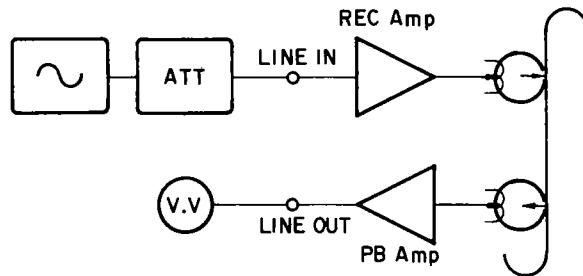 REC Amp
LINE IN
ATT
V.V
LINE OUT
PB Amp